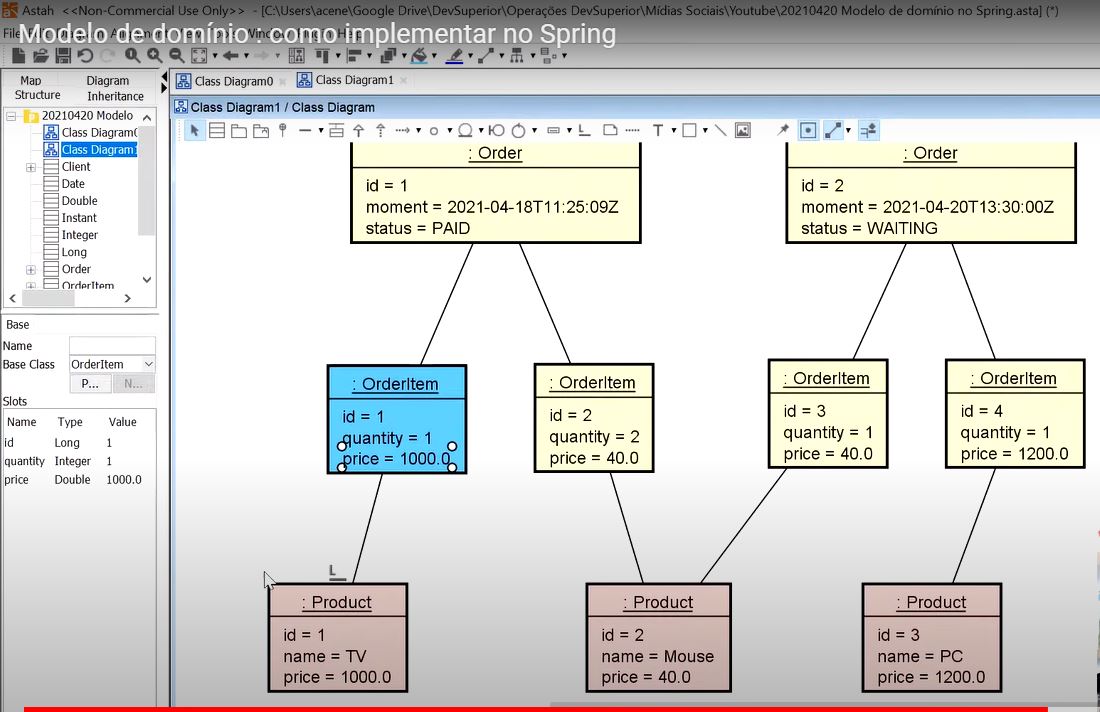 Astah <<Non-Commercial Use Only>> - [C:\Users\acene\Google Drive\DevSuperior\Operações DevSuperior\Mídias Sociais\Youtube\20210420 Modelo de domínio no Spring.asta] (*)
Modelo de domínio : como implementar no Spring
Map
Structure
Diagram
Inheritance
Class Diagram0
Class Diagram1
Class Diagram1 / Class Diagram
20210420 Modelo
Class Diagram
Class Diagram1
Client
Date
Double
Instant
Integer
Long
Order
OrderItem
Base
Name
Base Class OrderItem
P... N...
Slots
Name Type Value
id Long 1
quantity Integer 1
price Double 1000.0
: Order
id = 1
moment = 2021-04-18T11:25:09Z
status = PAID
: Order
id = 2
moment = 2021-04-20T13:30:00Z
status = WAITING
: OrderItem
id = 1
quantity = 1
price = 1000.0
: OrderItem
id = 2
quantity = 2
price = 40.0
: OrderItem
id = 3
quantity = 1
price = 40.0
: OrderItem
id = 4
quantity = 1
price = 1200.0
: Product
id = 1
name = TV
price = 1000.0
: Product
id = 2
name = Mouse
price = 40.0
: Product
id = 3
name = PC
price = 1200.0